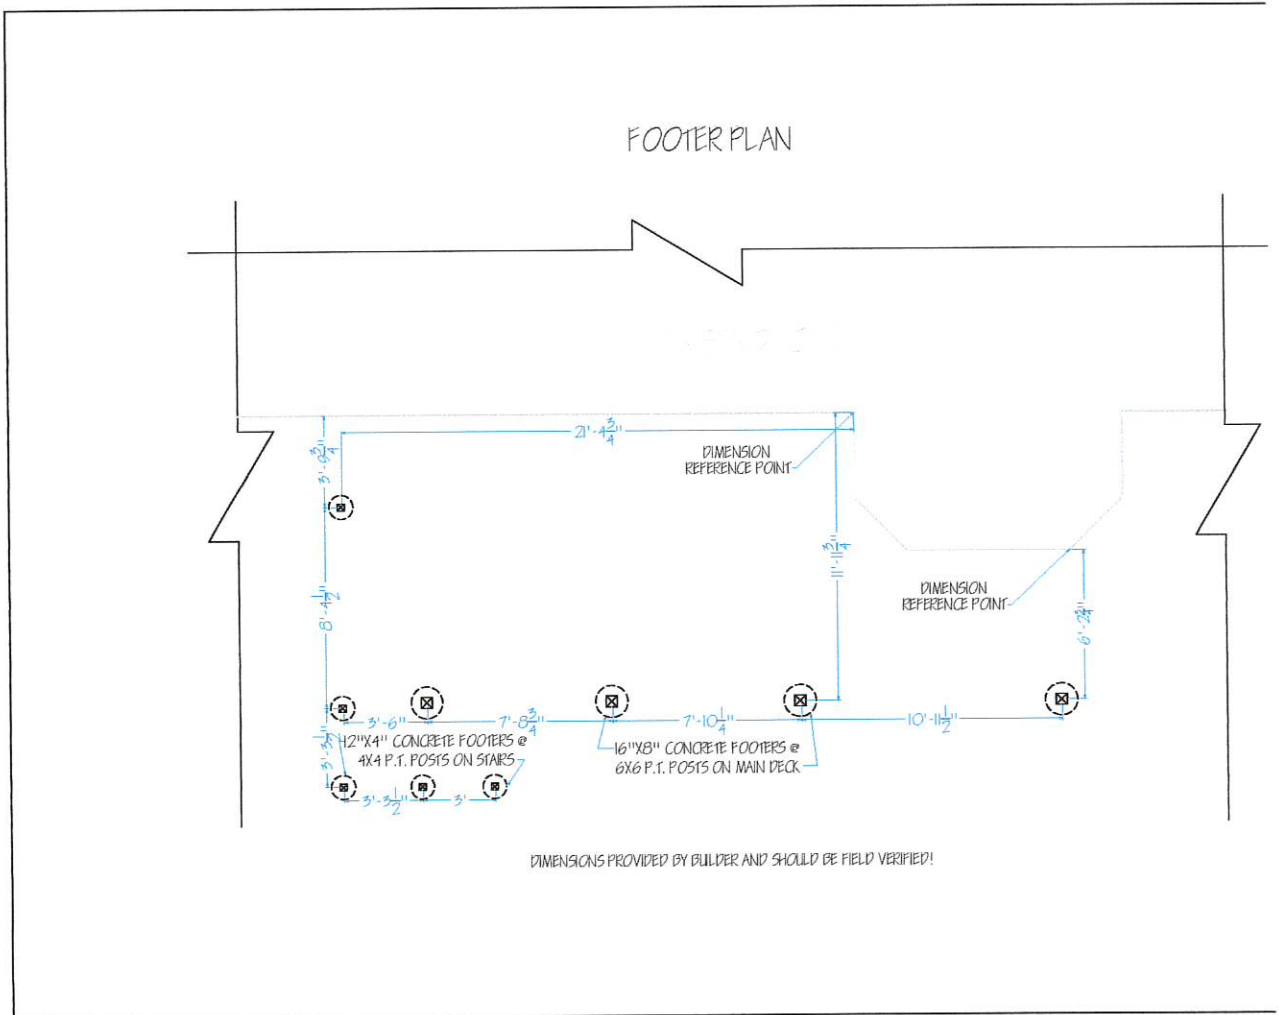 FOOTER PLAN
21'-4 3/4"
3'-9 3/4"
DIMENSION
REFERENCE POINT
11'-11 3/4"
8'-4 1/2"
DIMENSION
REFERENCE POINT
6'-2 3/4"
3'-6"
7'-8 3/4"
7'-10 1/4"
10'-11 1/2"
3'-3 1/2"
12"X4" CONCRETE FOOTERS @
4X4 P.T. POSTS ON STAIRS
16"X8" CONCRETE FOOTERS @
6X6 P.T. POSTS ON MAIN DECK
3'-3 1/2"
3'
DIMENSIONS PROVIDED BY BUILDER AND SHOULD BE FIELD VERIFIED!